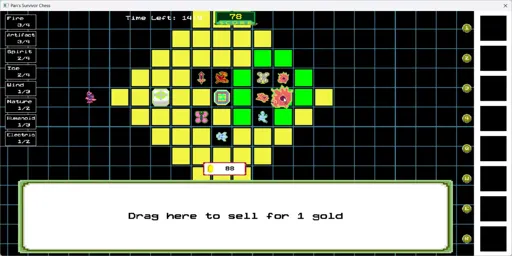 Pan's Survivor Chess
Fire
3/4
Artifact
3/4
Spirit
2/4
Ice
2/4
Wind
1/3
Nature
1/2
Humanoid
1/3
Electric
1/2
Time Left: 14
78
88
Drag here to sell for 1 gold